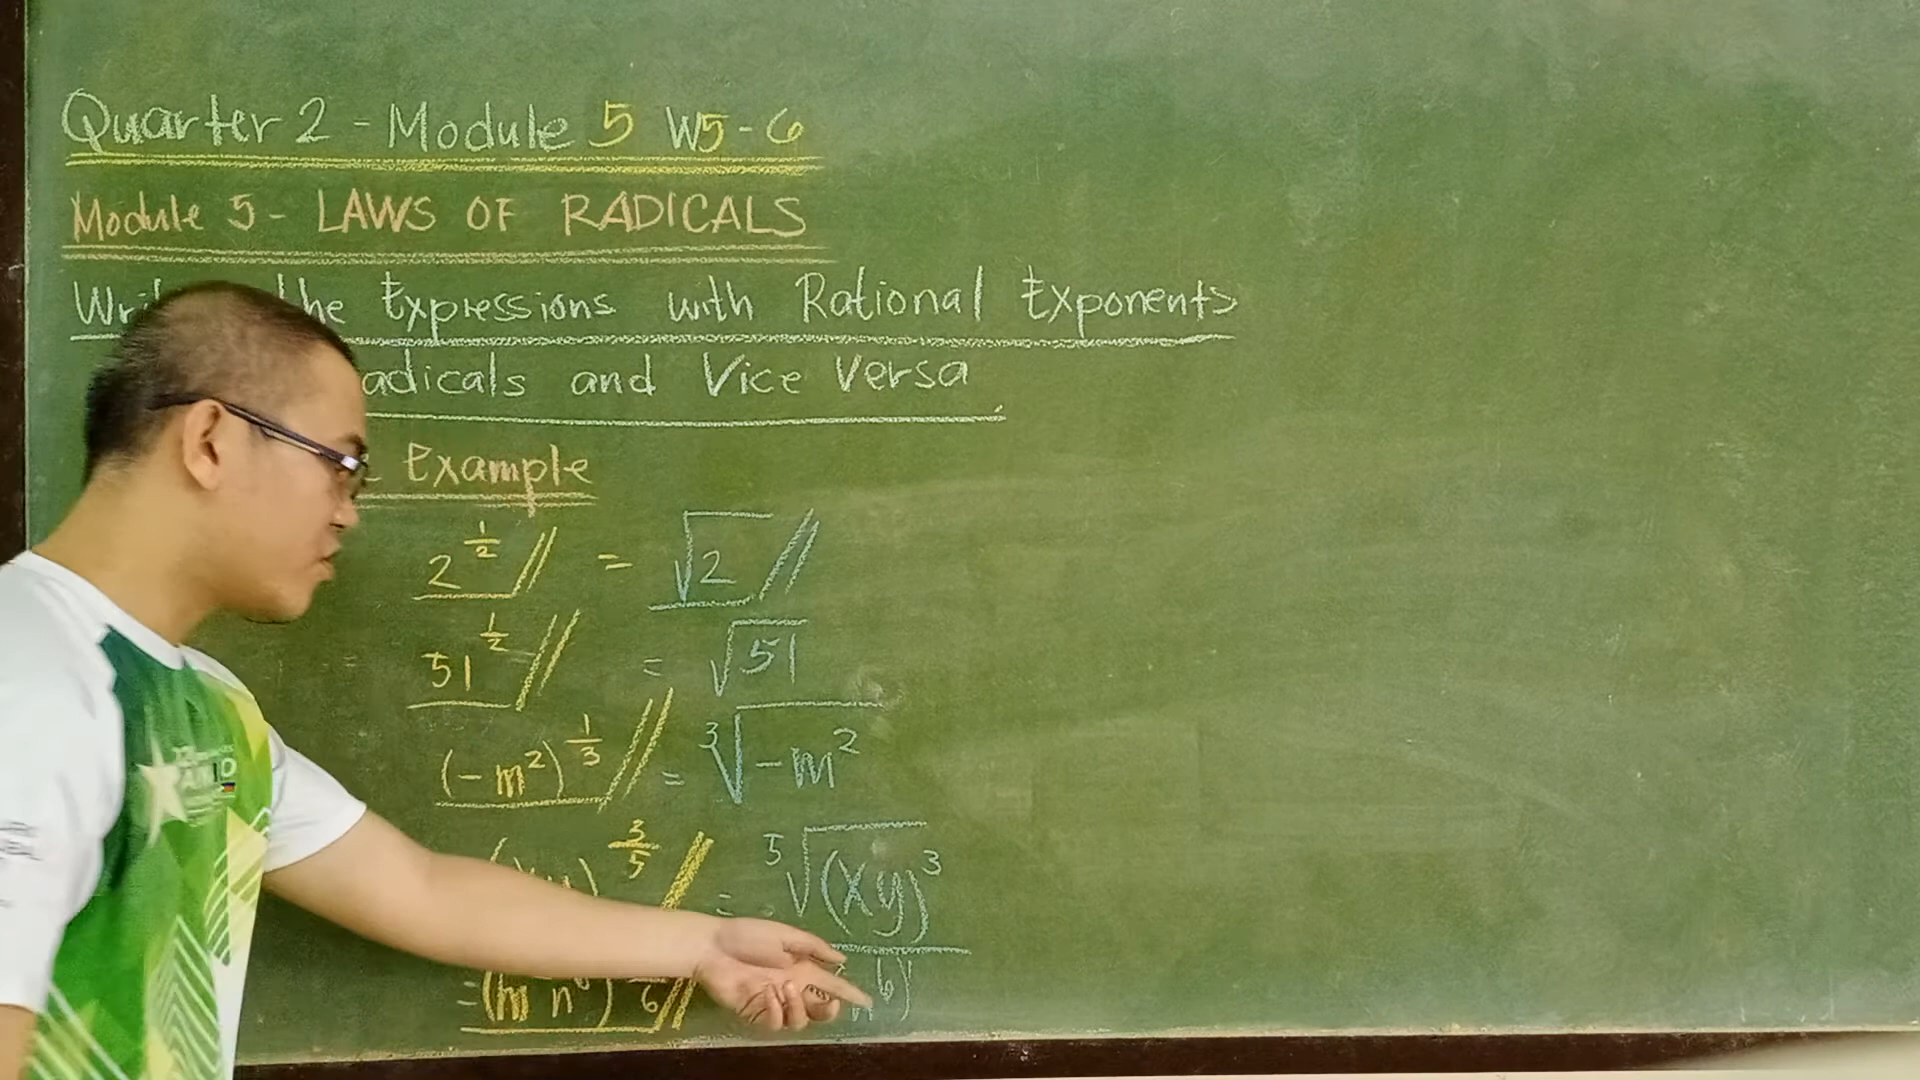 Quarter 2 - Module 5 W5-6
Module 5 - LAWS OF RADICALS
the Expressions with Rational Exponents
adicals and Vice Versa
Example
2^(1/2) // = √2 //
51^(1/2) // = √51
(-m²)^(1/3) // = ³√-m²
3/5 // = ⁵√(xy)³